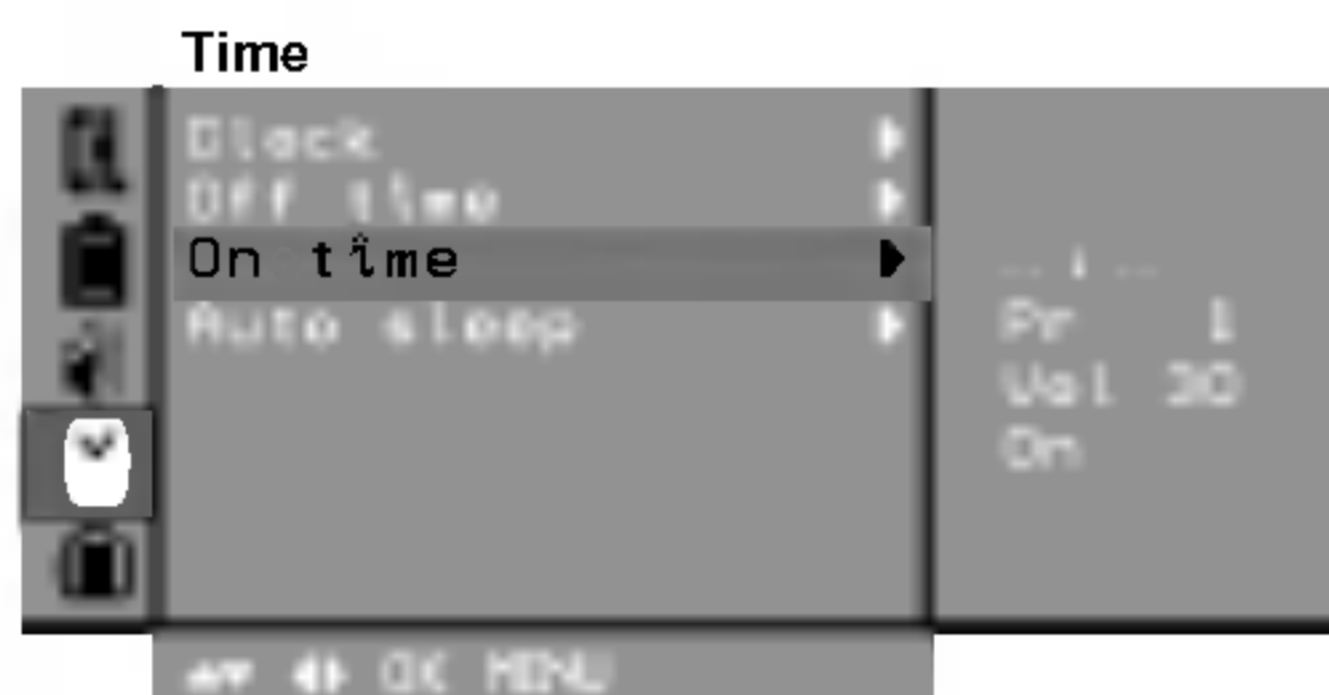 Time
Clock
Off time
On time
Auto sleep
-- : --
Pr 1
Vol 30
On
OK MENU